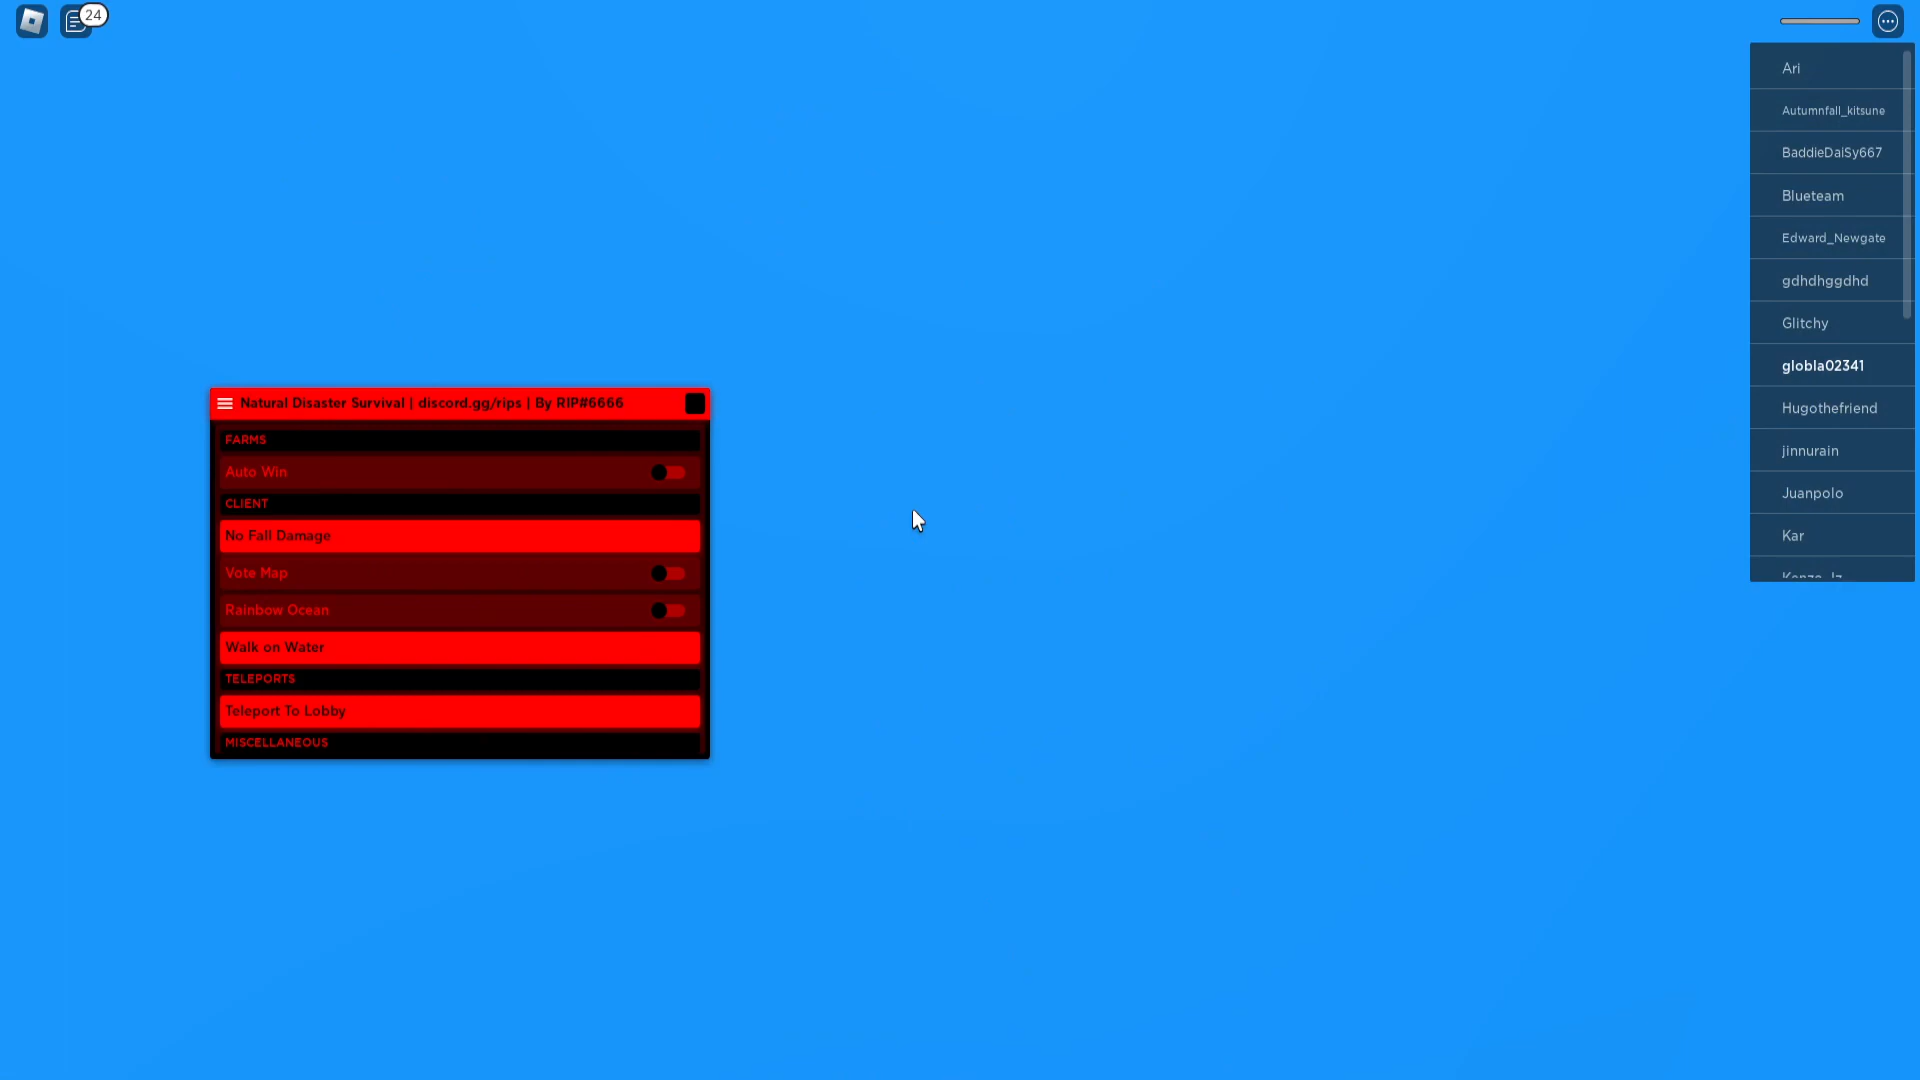 24
Ari
Autumnfall_kitsune
BaddieDaiSy667
Blueteam
Edward_Newgate
gdhdhggdhd
Glitchy
globla02341
Hugothefriend
jinnurain
Juanpolo
Kar
Natural Disaster Survival | discord.gg/rips | By RIP#6666
FARMS
Auto Win
CLIENT
No Fall Damage
Vote Map
Rainbow Ocean
Walk on Water
TELEPORTS
Teleport To Lobby
MISCELLANEOUS